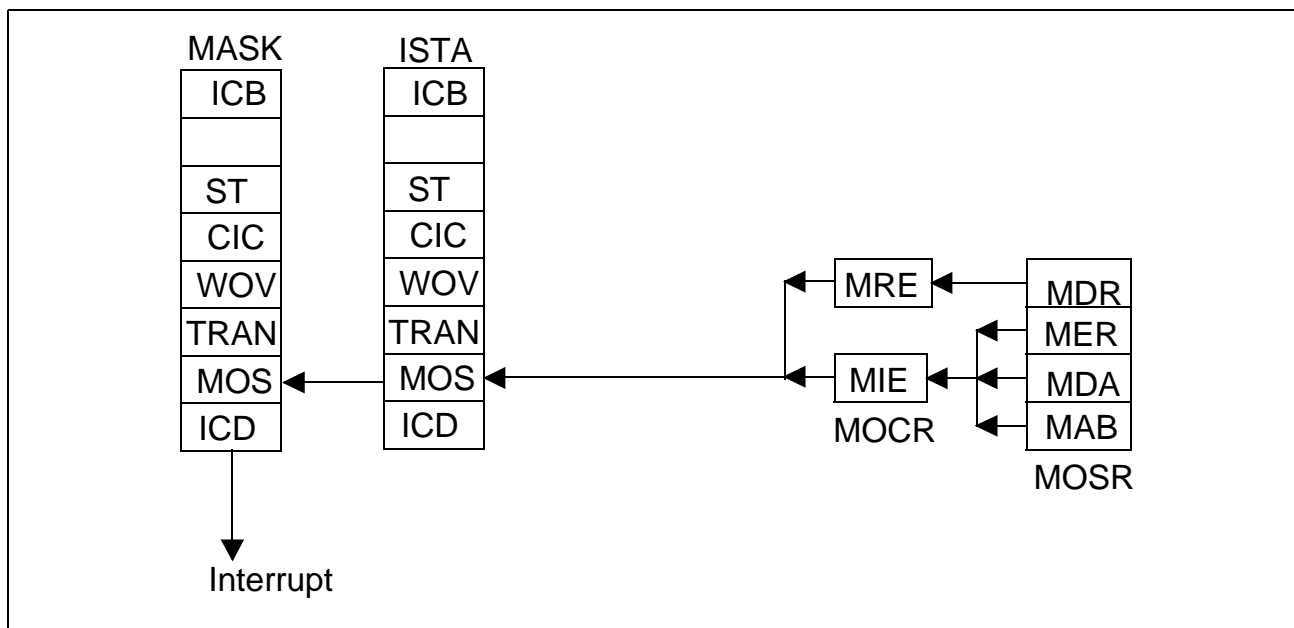 MASK ISTA
ICB ICB
ST ST
CIC CIC
WOV WOV MRE MDR
TRAN TRAN MER
MOS MOS MIE MDA
ICD ICD MOCR MAB
MOSR
Interrupt